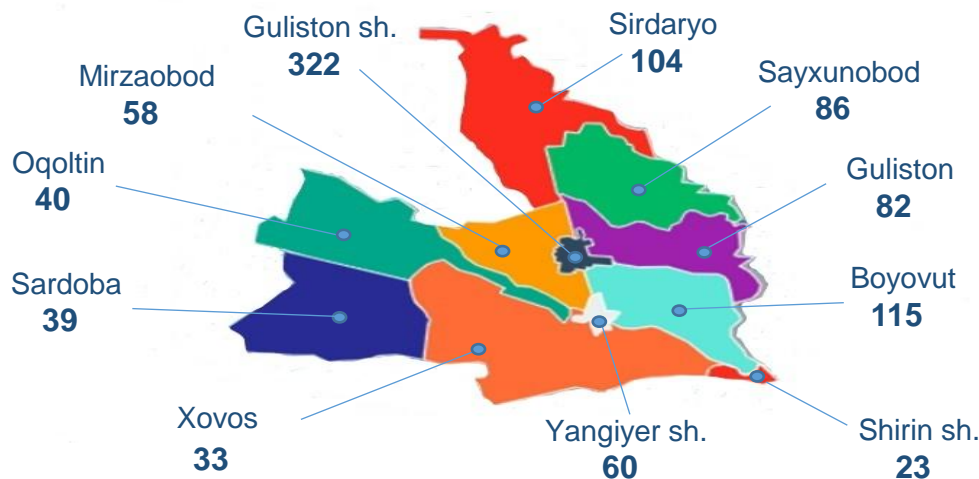 Guliston sh.
322
Sirdaryo
104
Mirzaobod
58
Sayxunobod
86
Oqoltin
40
Guliston
82
Sardoba
39
Boyovut
115
Xovos
33
Yangiyer sh.
60
Shirin sh.
23